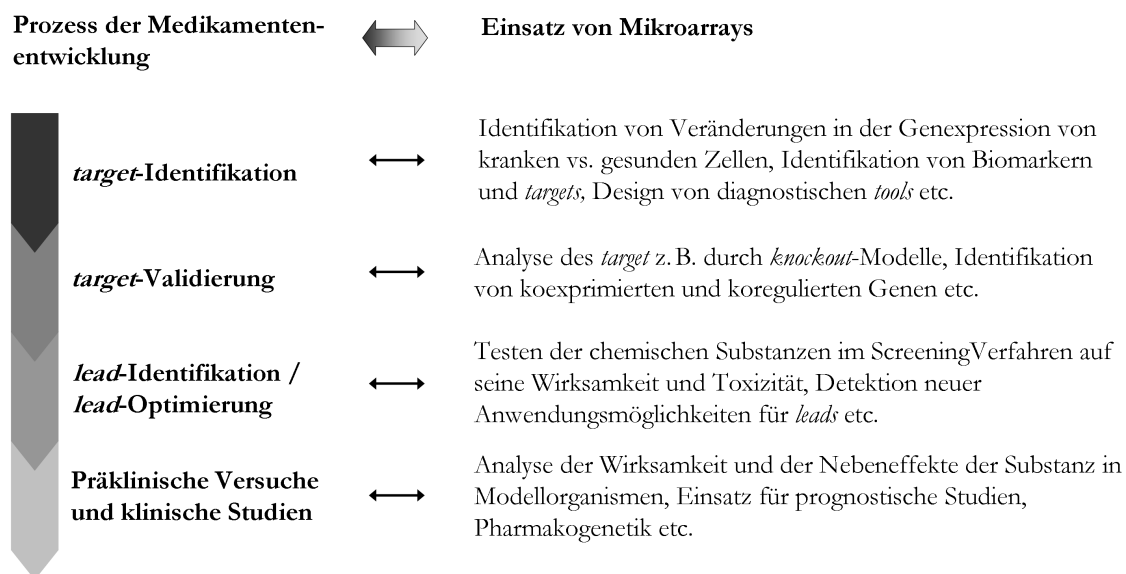 Prozess der Medikamenten-
entwicklung
Einsatz von Mikroarrays
target-Identifikation
Identifikation von Veränderungen in der Genexpression von
kranken vs. gesunden Zellen, Identifikation von Biomarkern
und targets, Design von diagnostischen tools etc.
target-Validierung
Analyse des target z. B. durch knockout-Modelle, Identifikation
von koexprimierten und koregulierten Genen etc.
lead-Identifikation /
lead-Optimierung
Testen der chemischen Substanzen im ScreeningVerfahren auf
seine Wirksamkeit und Toxizität, Detektion neuer
Anwendungsmöglichkeiten für leads etc.
Präklinische Versuche
und klinische Studien
Analyse der Wirksamkeit und der Nebeneffekte der Substanz in
Modellorganismen, Einsatz für prognostische Studien,
Pharmakogenetik etc.